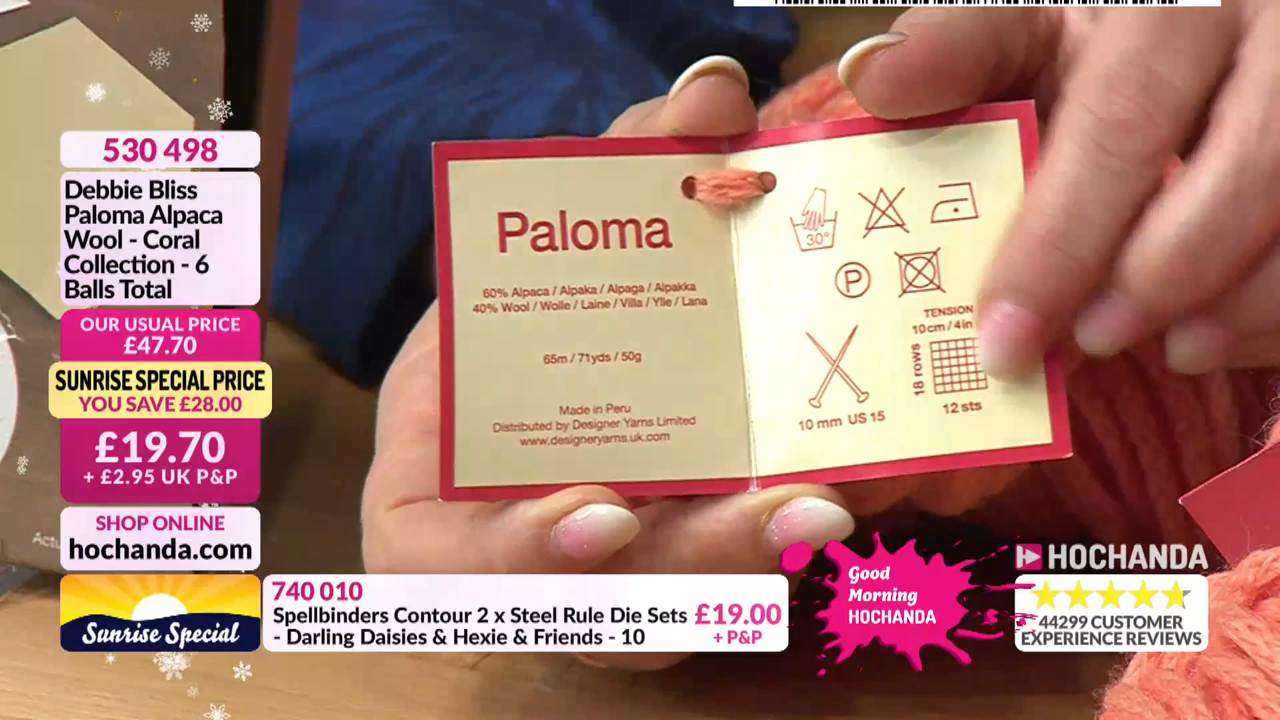 530 498
Debbie Bliss
Paloma Alpaca
Wool - Coral
Collection - 6
Balls Total
OUR USUAL PRICE
£47.70
SUNRISE SPECIAL PRICE
YOU SAVE £28.00
£19.70
+ £2.95 UK P&P
SHOP ONLINE
hochanda.com
Sunrise Special
740 010
Spellbinders Contour 2 x Steel Rule Die Sets
- Darling Daisies & Hexie & Friends - 10
£19.00
+ P&P
Good
Morning
HOCHANDA
HOCHANDA
44299 CUSTOMER
EXPERIENCE REVIEWS
Paloma
60% Alpaca / Alpaka / Alpaga / Alpakka
40% Wool / Wolle / Laine / Villa / Ylle / Lana
65m / 71yds / 50g
Made in Peru
Distributed by Designer Yarns Limited
www.designeryarns.uk.com
30°
P
TENSION
10cm / 4in
18 rows
12 sts
10 mm US 15